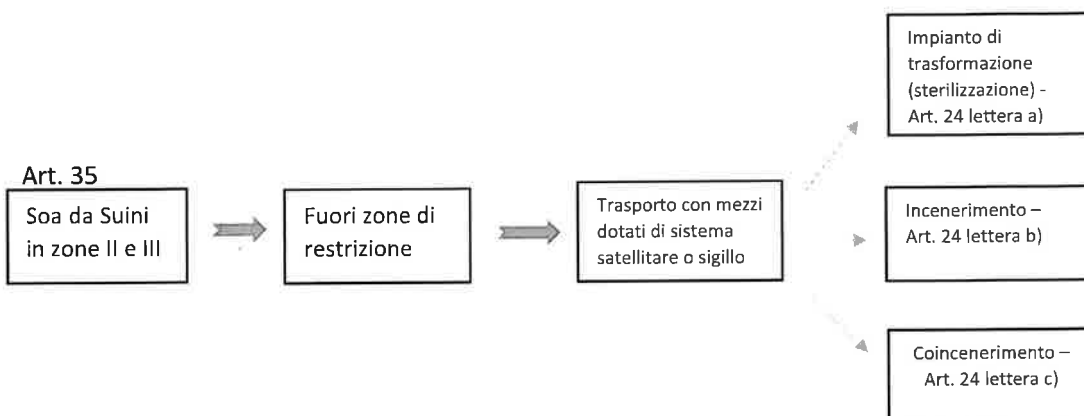 Art. 35
Soa da Suini
in zone II e III
Fuori zone di
restrizione
Trasporto con mezzi
dotati di sistema
satellitare o sigillo
Impianto di
trasformazione
(sterilizzazione) -
Art. 24 lettera a)
Incenerimento –
Art. 24 lettera b)
Coincenerimento –
Art. 24 lettera c)